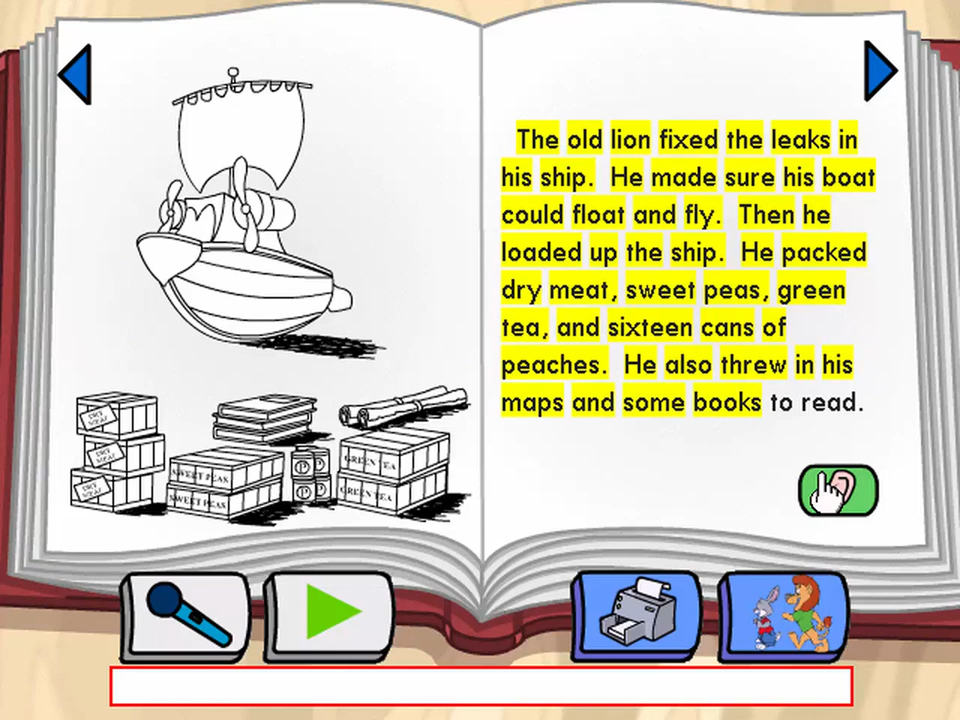 The old lion fixed the leaks in
his ship. He made sure his boat
could float and fly. Then he
loaded up the ship. He packed
dry meat, sweet peas, green
tea, and sixteen cans of
peaches. He also threw in his
maps and some books to read.
DRY
MEAT
DRY
MEAT
DRY
MEAT
SWEET PEAS
SWEET PEAS
P
P
P
P
GREEN TEA
GREEN TEA